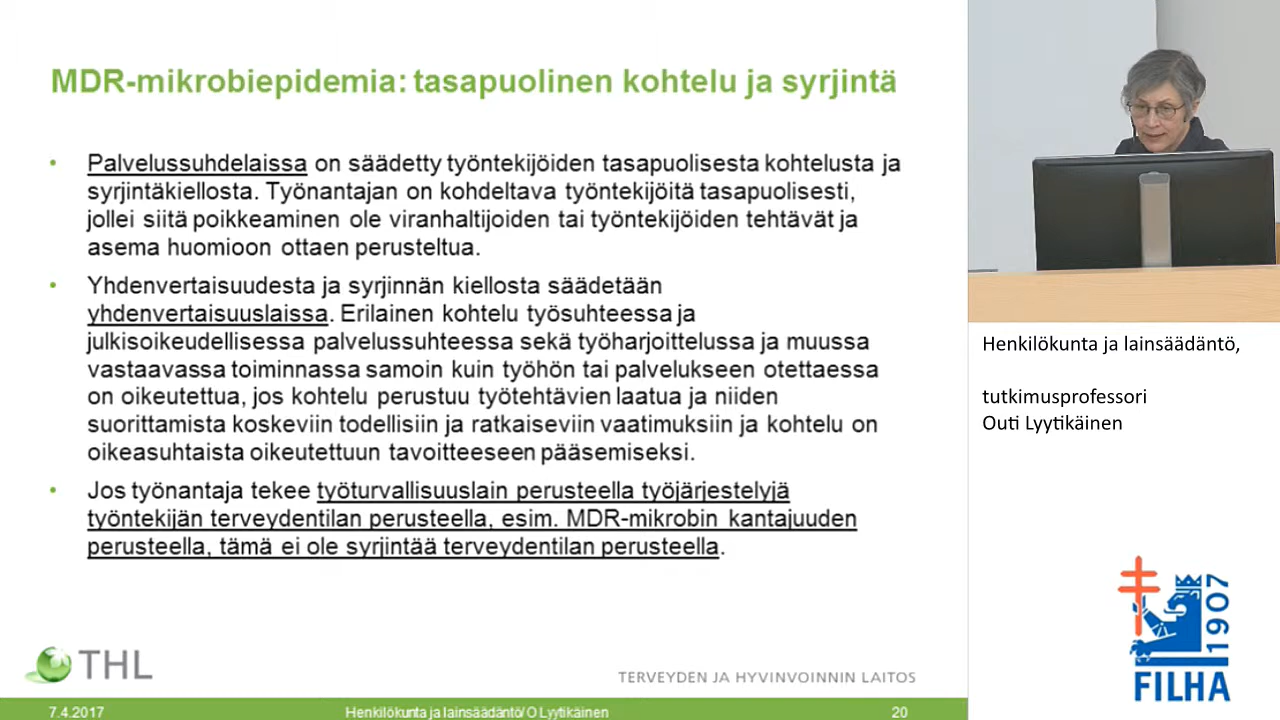 MDR-mikrobiepidemia: tasapuolinen kohtelu ja syrjintä
• Palvelussuhdelaissa on säädetty työntekijöiden tasapuolisesta kohtelusta ja
syrjintäkiellosta. Työnantajan on kohdeltava työntekijöitä tasapuolisesti,
jollei siitä poikkeaminen ole viranhaltijoiden tai työntekijöiden tehtävät ja
asema huomioon ottaen perusteltua.
• Yhdenvertaisuudesta ja syrjinnän kiellosta säädetään
yhdenvertaisuuslaissa. Erilainen kohtelu työsuhteessa ja
julkisoikeudellisessa palvelussuhteessa sekä työharjoittelussa ja muussa
vastaavassa toiminnassa samoin kuin työhön tai palvelukseen otettaessa
on oikeutettua, jos kohtelu perustuu työtehtävien laatua ja niiden
suorittamista koskeviin todellisiin ja ratkaiseviin vaatimuksiin ja kohtelu on
oikeasuhtaista oikeutettuun tavoitteeseen pääsemiseksi.
• Jos työnantaja tekee työturvallisuuslain perusteella työjärjestelyjä
työntekijän terveydentilan perusteella, esim. MDR-mikrobin kantajuuden
perusteella, tämä ei ole syrjintää terveydentilan perusteella.
THL
TERVEYDEN JA HYVINVOINNIN LAITOS
7.4.2017
Henkilökunta ja lainsäädäntö/ O Lyytikäinen
20
Henkilökunta ja lainsäädäntö,
tutkimusprofessori
Outi Lyytikäinen
1907
FILHA